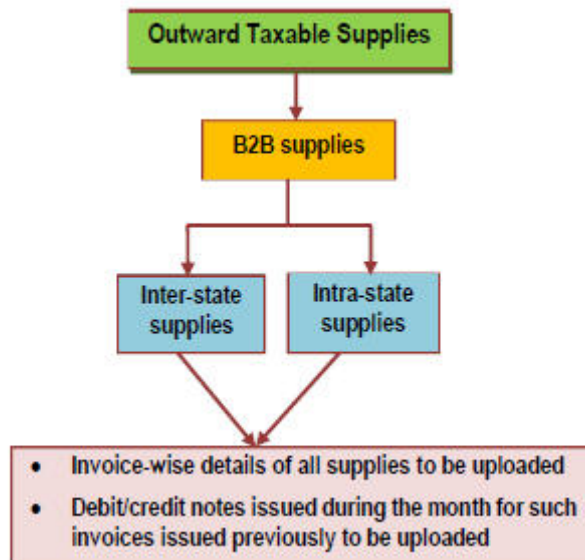 Outward Taxable Supplies
B2B supplies
Inter-state
supplies
Intra-state
supplies
• Invoice-wise details of all supplies to be uploaded
• Debit/credit notes issued during the month for such
invoices issued previously to be uploaded